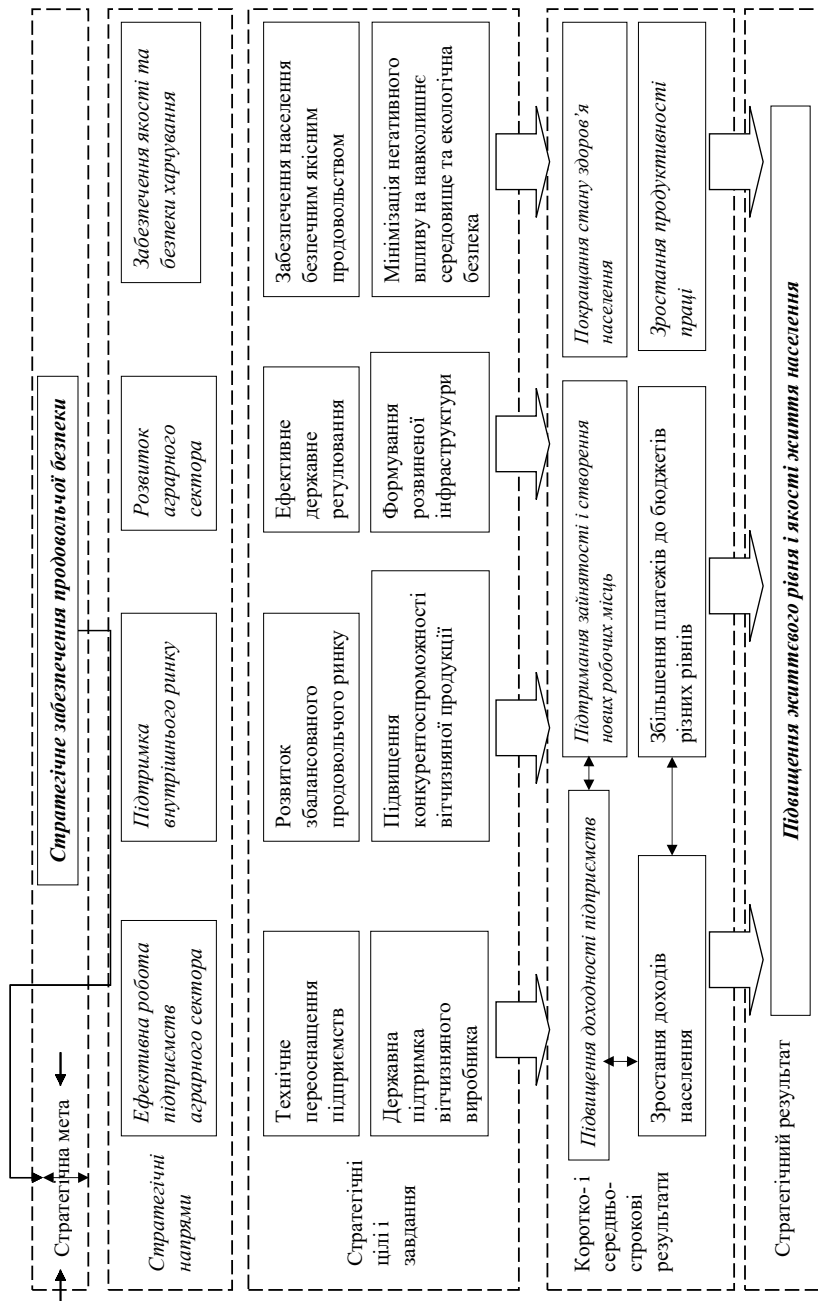 Стратегічна мета
Стратегічне забезпечення продовольчої безпеки
Стратегічні
напрями
Ефективна робота
підприємств
аграрного сектора
Підтримка
внутрішнього ринку
Розвиток
аграрного
сектора
Забезпечення якості та
безпеки харчування
Стратегічні
цілі і
завдання
Технічне
переоснащення
підприємств
Розвиток
збалансованого
продовольчого ринку
Ефективне
державне
регулювання
Забезпечення населення
безпечним якісним
продовольством
Державна
підтримка
вітчизняного
виробника
Підвищення
конкурентоспроможності
вітчизняної продукції
Формування
розвиненої
інфраструктури
Мінімізація негативного
впливу на навколишнє
середовище та екологічна
безпека
Коротко- і
середньо-
строкові
результати
Підвищення доходності підприємств
Підтримання зайнятості і створення
нових робочих місць
Покращання стану здоров’я
населення
Зростання доходів
населення
Збільшення платежів до бюджетів
різних рівнів
Зростання продуктивності
праці
Стратегічний результат
Підвищення життєвого рівня і якості життя населення